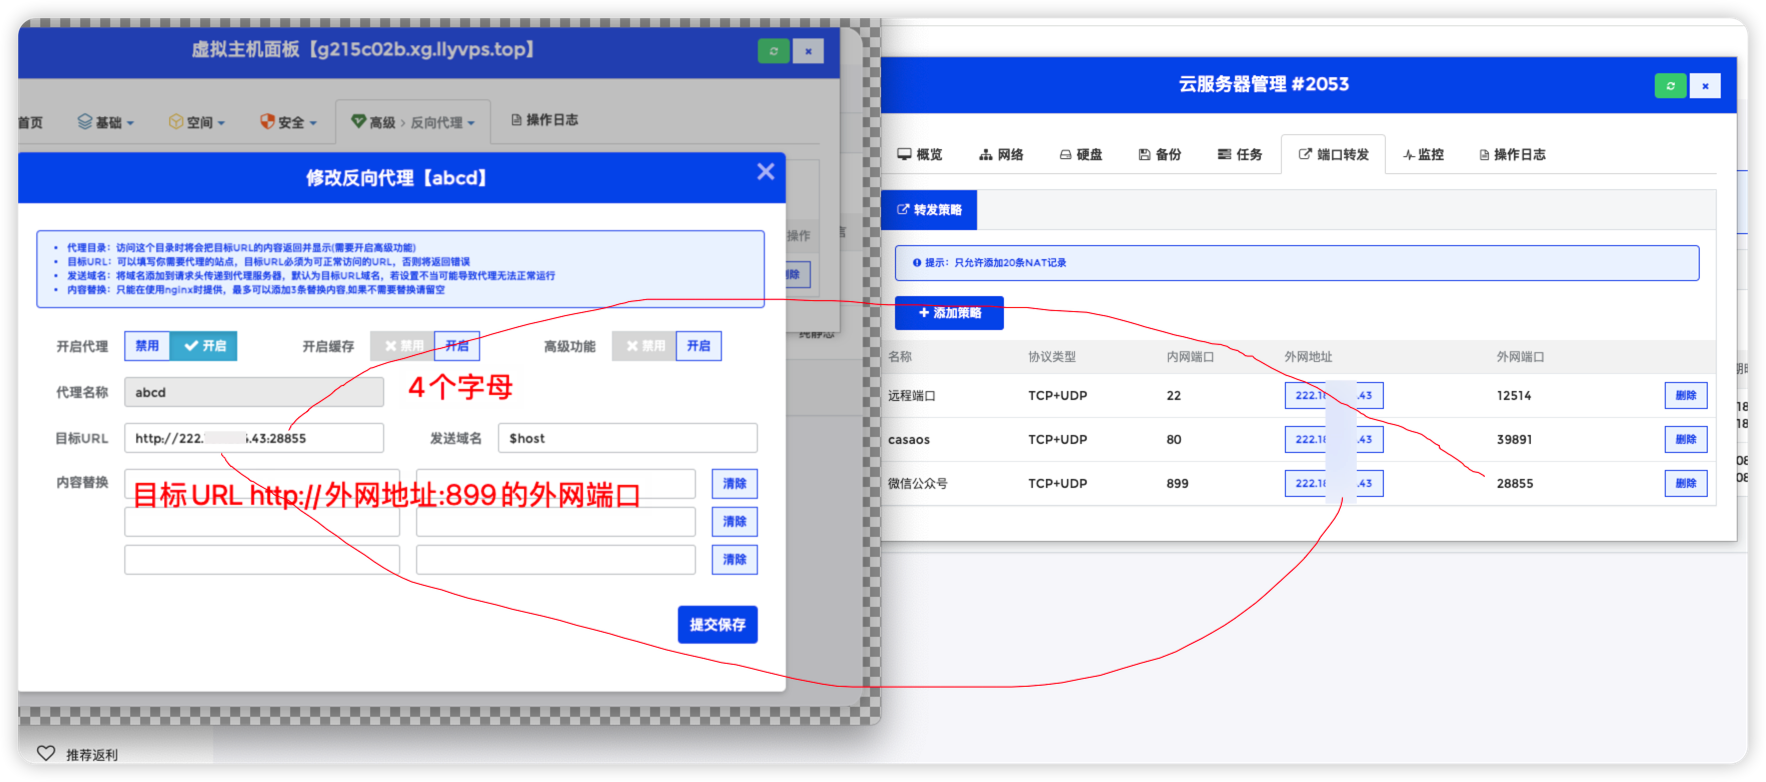 虚拟主机面板【g215c02b.xg.llyvps.top】
首页 基础 空间 安全 高级 › 反向代理 操作日志
修改反向代理【abcd】
• 代理目录：访问这个目录时将会把目标URL的内容返回并显示(需要开启高级功能)
• 目标URL：可以填写你需要代理的站点，目标URL必须为可正常访问的URL，否则将返回错误
• 发送域名：将域名添加到请求头传递到代理服务器，默认为目标URL域名，若设置不当可能导致代理无法正常运行
• 内容替换：只能在使用nginx时提供，最多可以添加3条替换内容,如果不需要替换请留空
操作
删除
纯静态
开启代理 禁用 开启 开启缓存 禁用 开启 高级功能 禁用 开启
代理名称 abcd
4个字母
目标URL http://222. .43:28855 发送域名 $host
内容替换 清除
目标URL http://外网地址:899的外网端口
清除
清除
提交保存
推荐返利
云服务器管理 #2053
概览 网络 硬盘 备份 任务 端口转发 监控 操作日志
转发策略
提示：只允许添加20条NAT记录
+ 添加策略
名称 协议类型 内网端口 外网地址 外网端口
远程端口 TCP+UDP 22 222.18 .43 12514 删除
casaos TCP+UDP 80 222.18 .43 39891 删除
微信公众号 TCP+UDP 899 222.18 .43 28855 删除